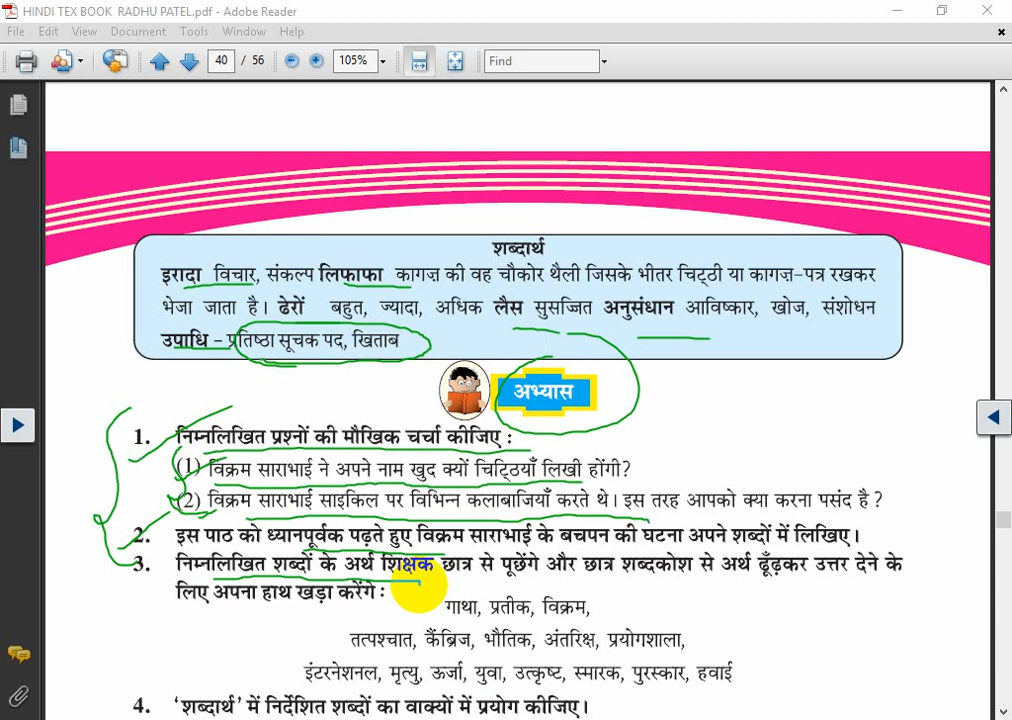 HINDI TEX BOOK RADHU PATEL.pdf - Adobe Reader
File Edit View Document Tools Window Help
40 / 56 105% Find
शब्दार्थ
इरादा विचार, संकल्प लिफाफा कागज़ की वह चौकोर थैली जिसके भीतर चिट्ठी या कागज़-पत्र रखकर
भेजा जाता है। ढेरों बहुत, ज्यादा, अधिक लैस सुसज्जित अनुसंधान आविष्कार, खोज, संशोधन
उपाधि – प्रतिष्ठा सूचक पद, खिताब
अभ्यास
1. निम्नलिखित प्रश्नों की मौखिक चर्चा कीजिए :
(1) विक्रम साराभाई ने अपने नाम खुद क्यों चिट्ठियाँ लिखी होंगी?
(2) विक्रम साराभाई साइकिल पर विभिन्न कलाबाजियाँ करते थे। इस तरह आपको क्या करना पसंद है ?
2. इस पाठ को ध्यानपूर्वक पढ़ते हुए विक्रम साराभाई के बचपन की घटना अपने शब्दों में लिखिए।
3. निम्नलिखित शब्दों के अर्थ शिक्षक छात्र से पूछेंगे और छात्र शब्दकोश से अर्थ ढूँढ़कर उत्तर देने के
लिए अपना हाथ खड़ा करेंगे :
गाथा, प्रतीक, विक्रम,
तत्पश्चात, कैंब्रिज, भौतिक, अंतरिक्ष, प्रयोगशाला,
इंटरनेशनल, मृत्यु, ऊर्जा, युवा, उत्कृष्ट, स्मारक, पुरस्कार, हवाई
4. 'शब्दार्थ' में निर्देशित शब्दों का वाक्यों में प्रयोग कीजिए।